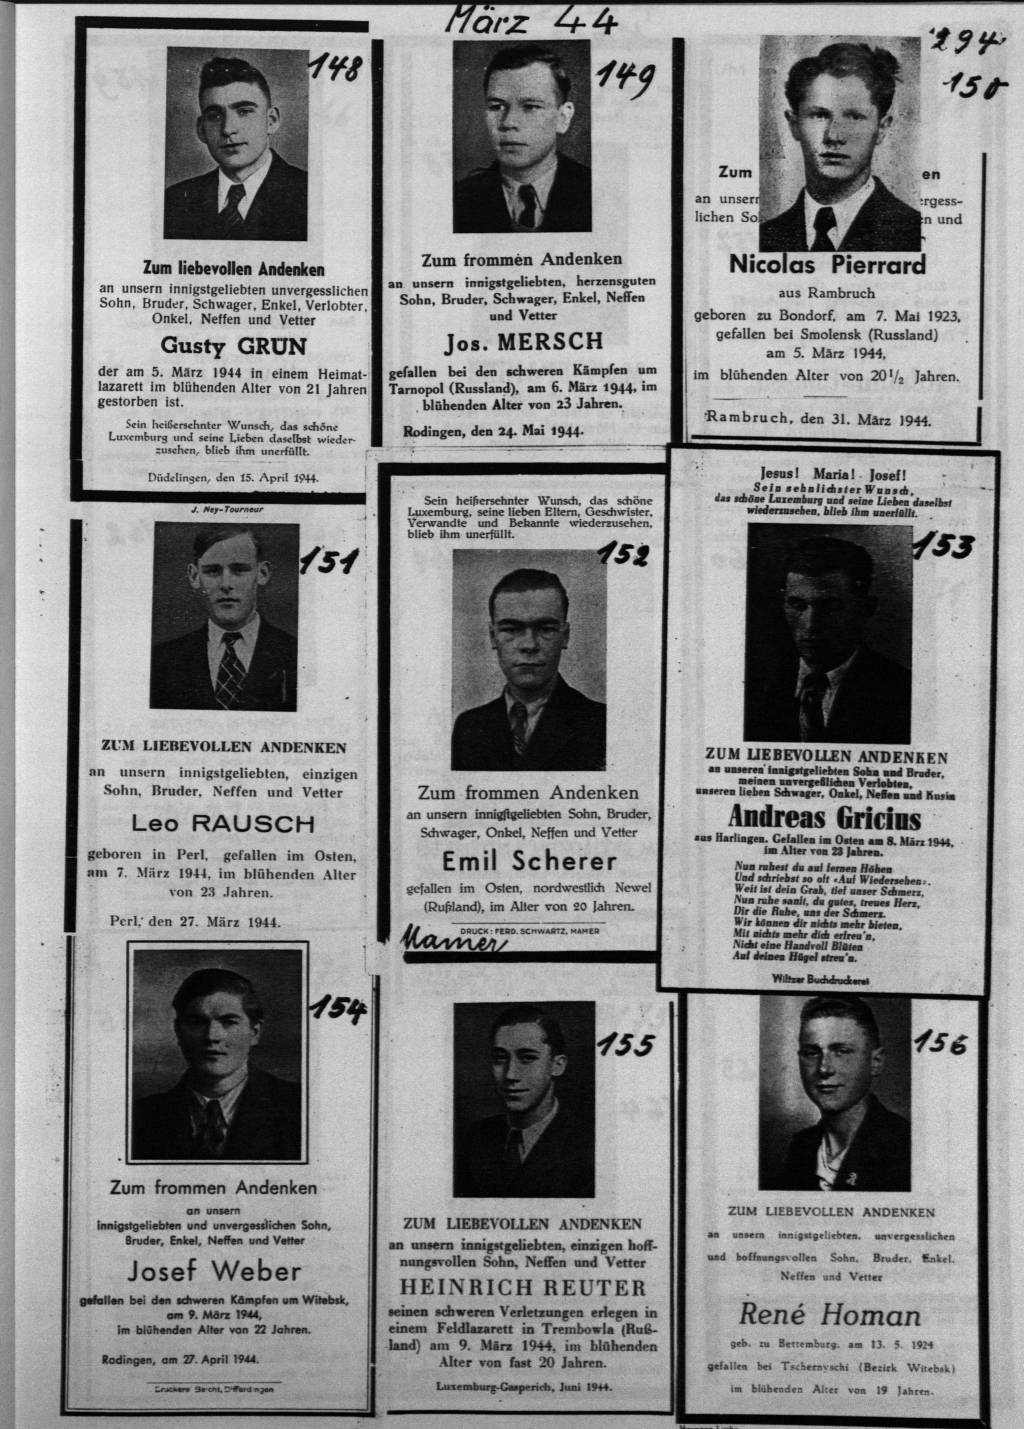 März 44
148
Zum liebevollen Andenken
an unsern innigstgeliebten unvergesslichen
Sohn, Bruder, Schwager, Enkel, Verlobter,
Onkel, Neffen und Vetter
Gusty GRÜN
der am 5. März 1944 in einem Heimat-
lazarett im blühenden Alter von 21 Jahren
gestorben ist.
Sein heißersehnter Wunsch, das schöne
Luxemburg und seine Lieben daselbst wieder-
zusehen, blieb ihm unerfüllt.
Düdelingen, den 15. April 1944.
J. Ney-Tourneur
149
Zum frommen Andenken
an unsern innigstgeliebten, herzensguten
Sohn, Bruder, Schwager, Enkel, Neffen
und Vetter
Jos. MERSCH
gefallen bei den schweren Kämpfen um
Tarnopol (Russland), am 6. März 1944, im
blühenden Alter von 23 Jahren.
Rodingen, den 24. Mai 1944.
294
150
Zum en
an unsern ergess-
lichen So n und
Nicolas Pierrard
aus Rambruch
geboren zu Bondorf, am 7. Mai 1923,
gefallen bei Smolensk (Russland)
am 5. März 1944,
im blühenden Alter von 20 1/2 Jahren.
Rambruch, den 31. März 1944.
151
ZUM LIEBEVOLLEN ANDENKEN
an unsern innigstgeliebten, einzigen
Sohn, Bruder, Neffen und Vetter
Leo RAUSCH
geboren in Perl, gefallen im Osten,
am 7. März 1944, im blühenden Alter
von 23 Jahren.
Perl, den 27. März 1944.
Sein heißersehnter Wunsch, das schöne
Luxemburg, seine lieben Eltern, Geschwister,
Verwandte und Bekannte wiederzusehen,
blieb ihm unerfüllt.
152
Zum frommen Andenken
an unsern innigstgeliebten Sohn, Bruder,
Schwager, Onkel, Neffen und Vetter
Emil Scherer
gefallen im Osten, nordwestlich Newel
(Rußland), im Alter von 20 Jahren.
DRUCK: FERD. SCHWARTZ, MAMER
Mamer
Jesus! Maria! Josef!
Sein sehnlichster Wunsch,
das schöne Luxemburg und seine Lieben daselbst
wiederzusehen, blieb ihm unerfüllt.
153
ZUM LIEBEVOLLEN ANDENKEN
an unseren innigstgeliebten Sohn und Bruder,
meinen unvergeßlichen Verlobten,
unseren lieben Schwager, Onkel, Neffen und Kusin
Andreas Gricius
aus Harlingen. Gefallen im Osten am 8. März 1944,
im Alter von 23 Jahren.
Nun ruhest du auf fernen Höhen
Und schriebst so oft «Auf Wiedersehen».
Weit ist dein Grab, tief unser Schmerz,
Nun ruhe sanft, du gutes, treues Herz,
Dir die Ruhe, uns der Schmerz.
Wir können dir nichts mehr bieten,
Mit nichts mehr dich erfreu'n,
Nicht eine Handvoll Blüten
Auf deinen Hügel streu'n.
Wiltzer Buchdruckerei
154
Zum frommen Andenken
an unsern
innigstgeliebten und unvergesslichen Sohn,
Bruder, Enkel, Neffen und Vetter
Josef Weber
gefallen bei den schweren Kämpfen um Witebsk,
am 9. März 1944,
im blühenden Alter von 22 Jahren.
Rodingen, am 27. April 1944.
Druckerei Differdingen
155
ZUM LIEBEVOLLEN ANDENKEN
an unsern innigstgeliebten, einzigen hoff-
nungsvollen Sohn, Neffen und Vetter
HEINRICH REUTER
seinen schweren Verletzungen erlegen in
einem Feldlazarett in Trembowla (Ruß-
land) am 9. März 1944, im blühenden
Alter von fast 20 Jahren.
Luxemburg-Gasperich, Juni 1944.
156
ZUM LIEBEVOLLEN ANDENKEN
an unsern innigstgeliebten, unvergesslichen
und hoffnungsvollen Sohn, Bruder, Enkel,
Neffen und Vetter
René Homan
geb. zu Bettemburg, am 13. 5. 1924
gefallen bei Tschernyschi (Bezirk Witebsk)
im blühenden Alter von 19 Jahren.